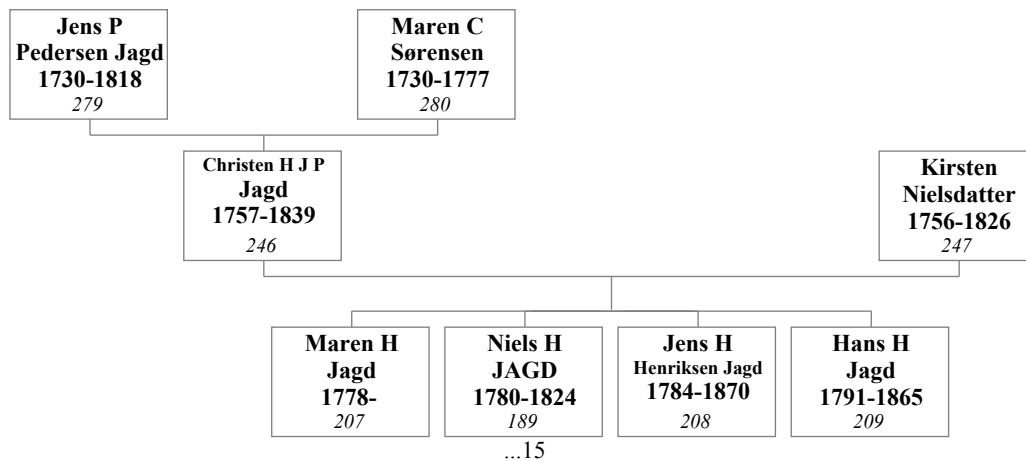 Jens P
Pedersen Jagd
1730-1818
279
Maren C
Sørensen
1730-1777
280
Christen H J P
Jagd
1757-1839
246
Kirsten
Nielsdatter
1756-1826
247
Maren H
Jagd
1778-
207
Niels H
JAGD
1780-1824
189
Jens H
Henriksen Jagd
1784-1870
208
Hans H
Jagd
1791-1865
209
...15